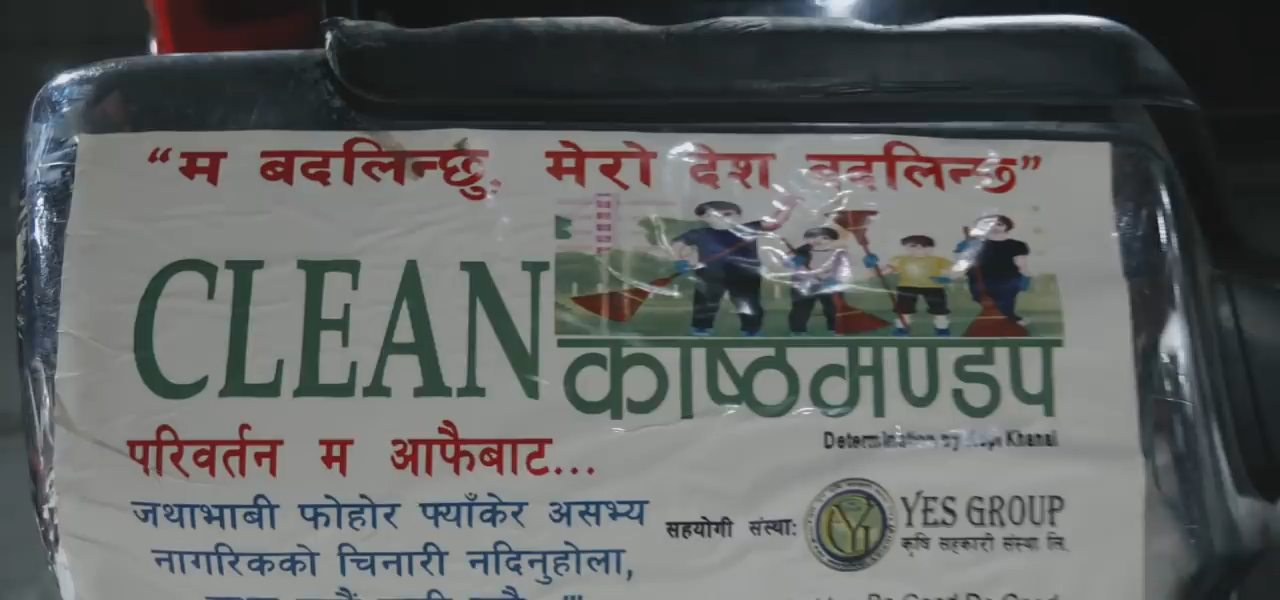 “म बदलिन्छु, मेरो देश बदलिन्छ”
CLEAN काष्ठमण्डप
Determination by Khanal
परिवर्तन म आफैबाट...
जथाभाबी फोहोर फ्याँकेर असभ्य
नागरिकको चिनारी नदिनुहोला,
सहयोगी संस्था:
YES GROUP
कृषि सहकारी संस्था लि.